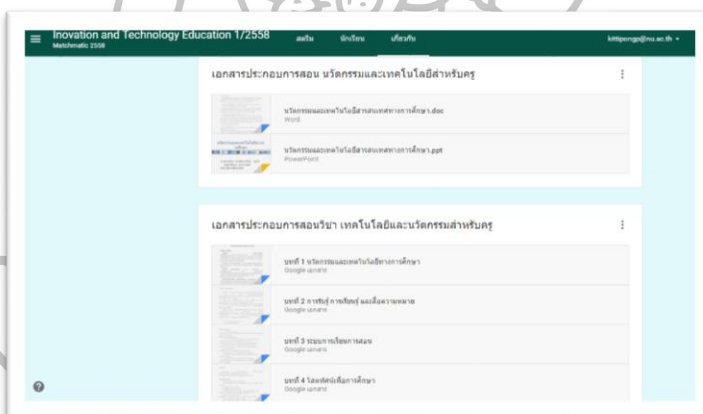 Inovation and Technology Education 1/2558
Matchmatic 2558
สตรีม นักเรียน เกี่ยวกับ
kittipongp@nu.ac.th
เอกสารประกอบการสอน นวัตกรรมและเทคโนโลยีสำหรับครู
นวัตกรรมและเทคโนโลยีสารสนเทศทางการศึกษา.doc
Word
นวัตกรรมและเทคโนโลยีสารสนเทศทางการศึกษา.ppt
PowerPoint
เอกสารประกอบการสอนวิชา เทคโนโลยีและนวัตกรรมสำหรับครู
บทที่ 1 นวัตกรรมและเทคโนโลยีทางการศึกษา
Google เอกสาร
บทที่ 2 การรับรู้ การเรียนรู้ และสื่อความหมาย
Google เอกสาร
บทที่ 3 ระบบการเรียนการสอน
Google เอกสาร
บทที่ 4 โสตทัศน์เพื่อการศึกษา
Google เอกสาร